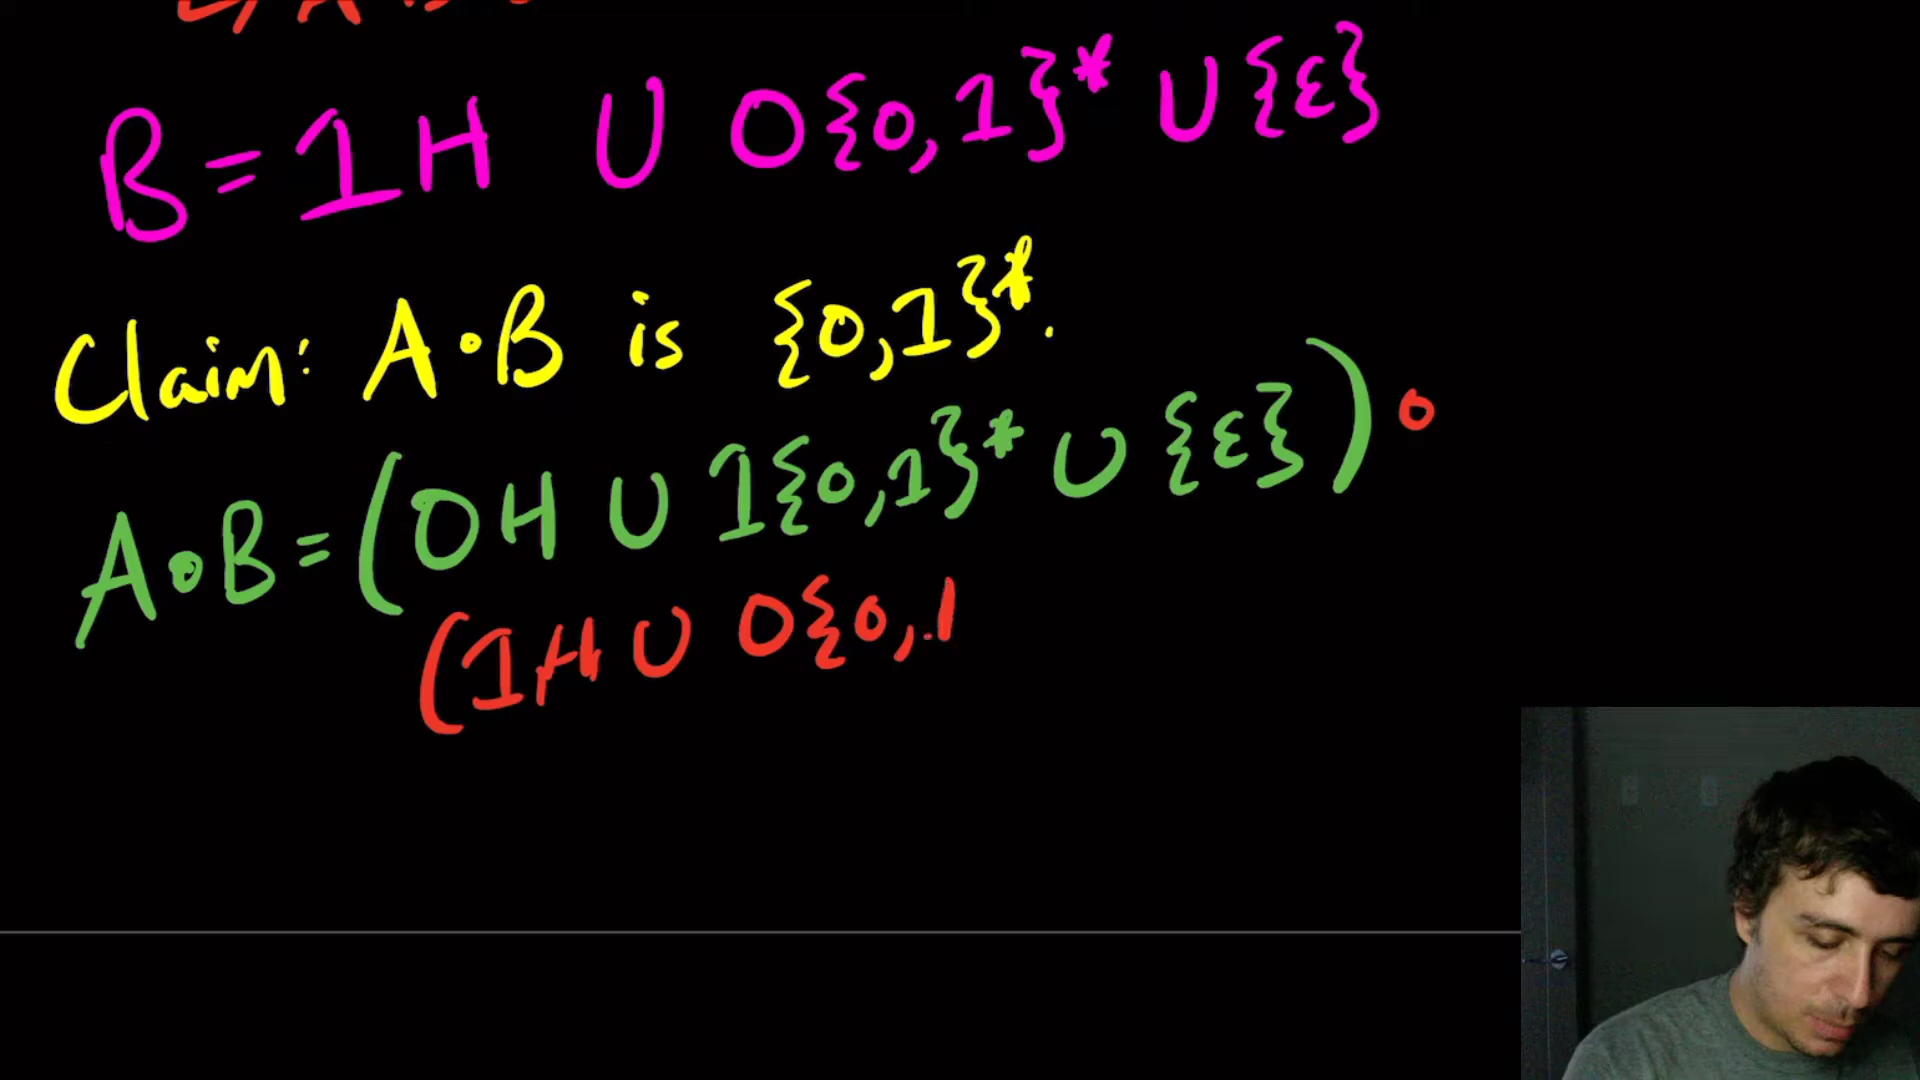 B = 1H ∪ 0{0,1}* ∪ {ε}
Claim: A∘B is {0,1}*.
A∘B = (0H ∪ 1{0,1}* ∪ {ε}) ∘
(1H ∪ 0{0,1